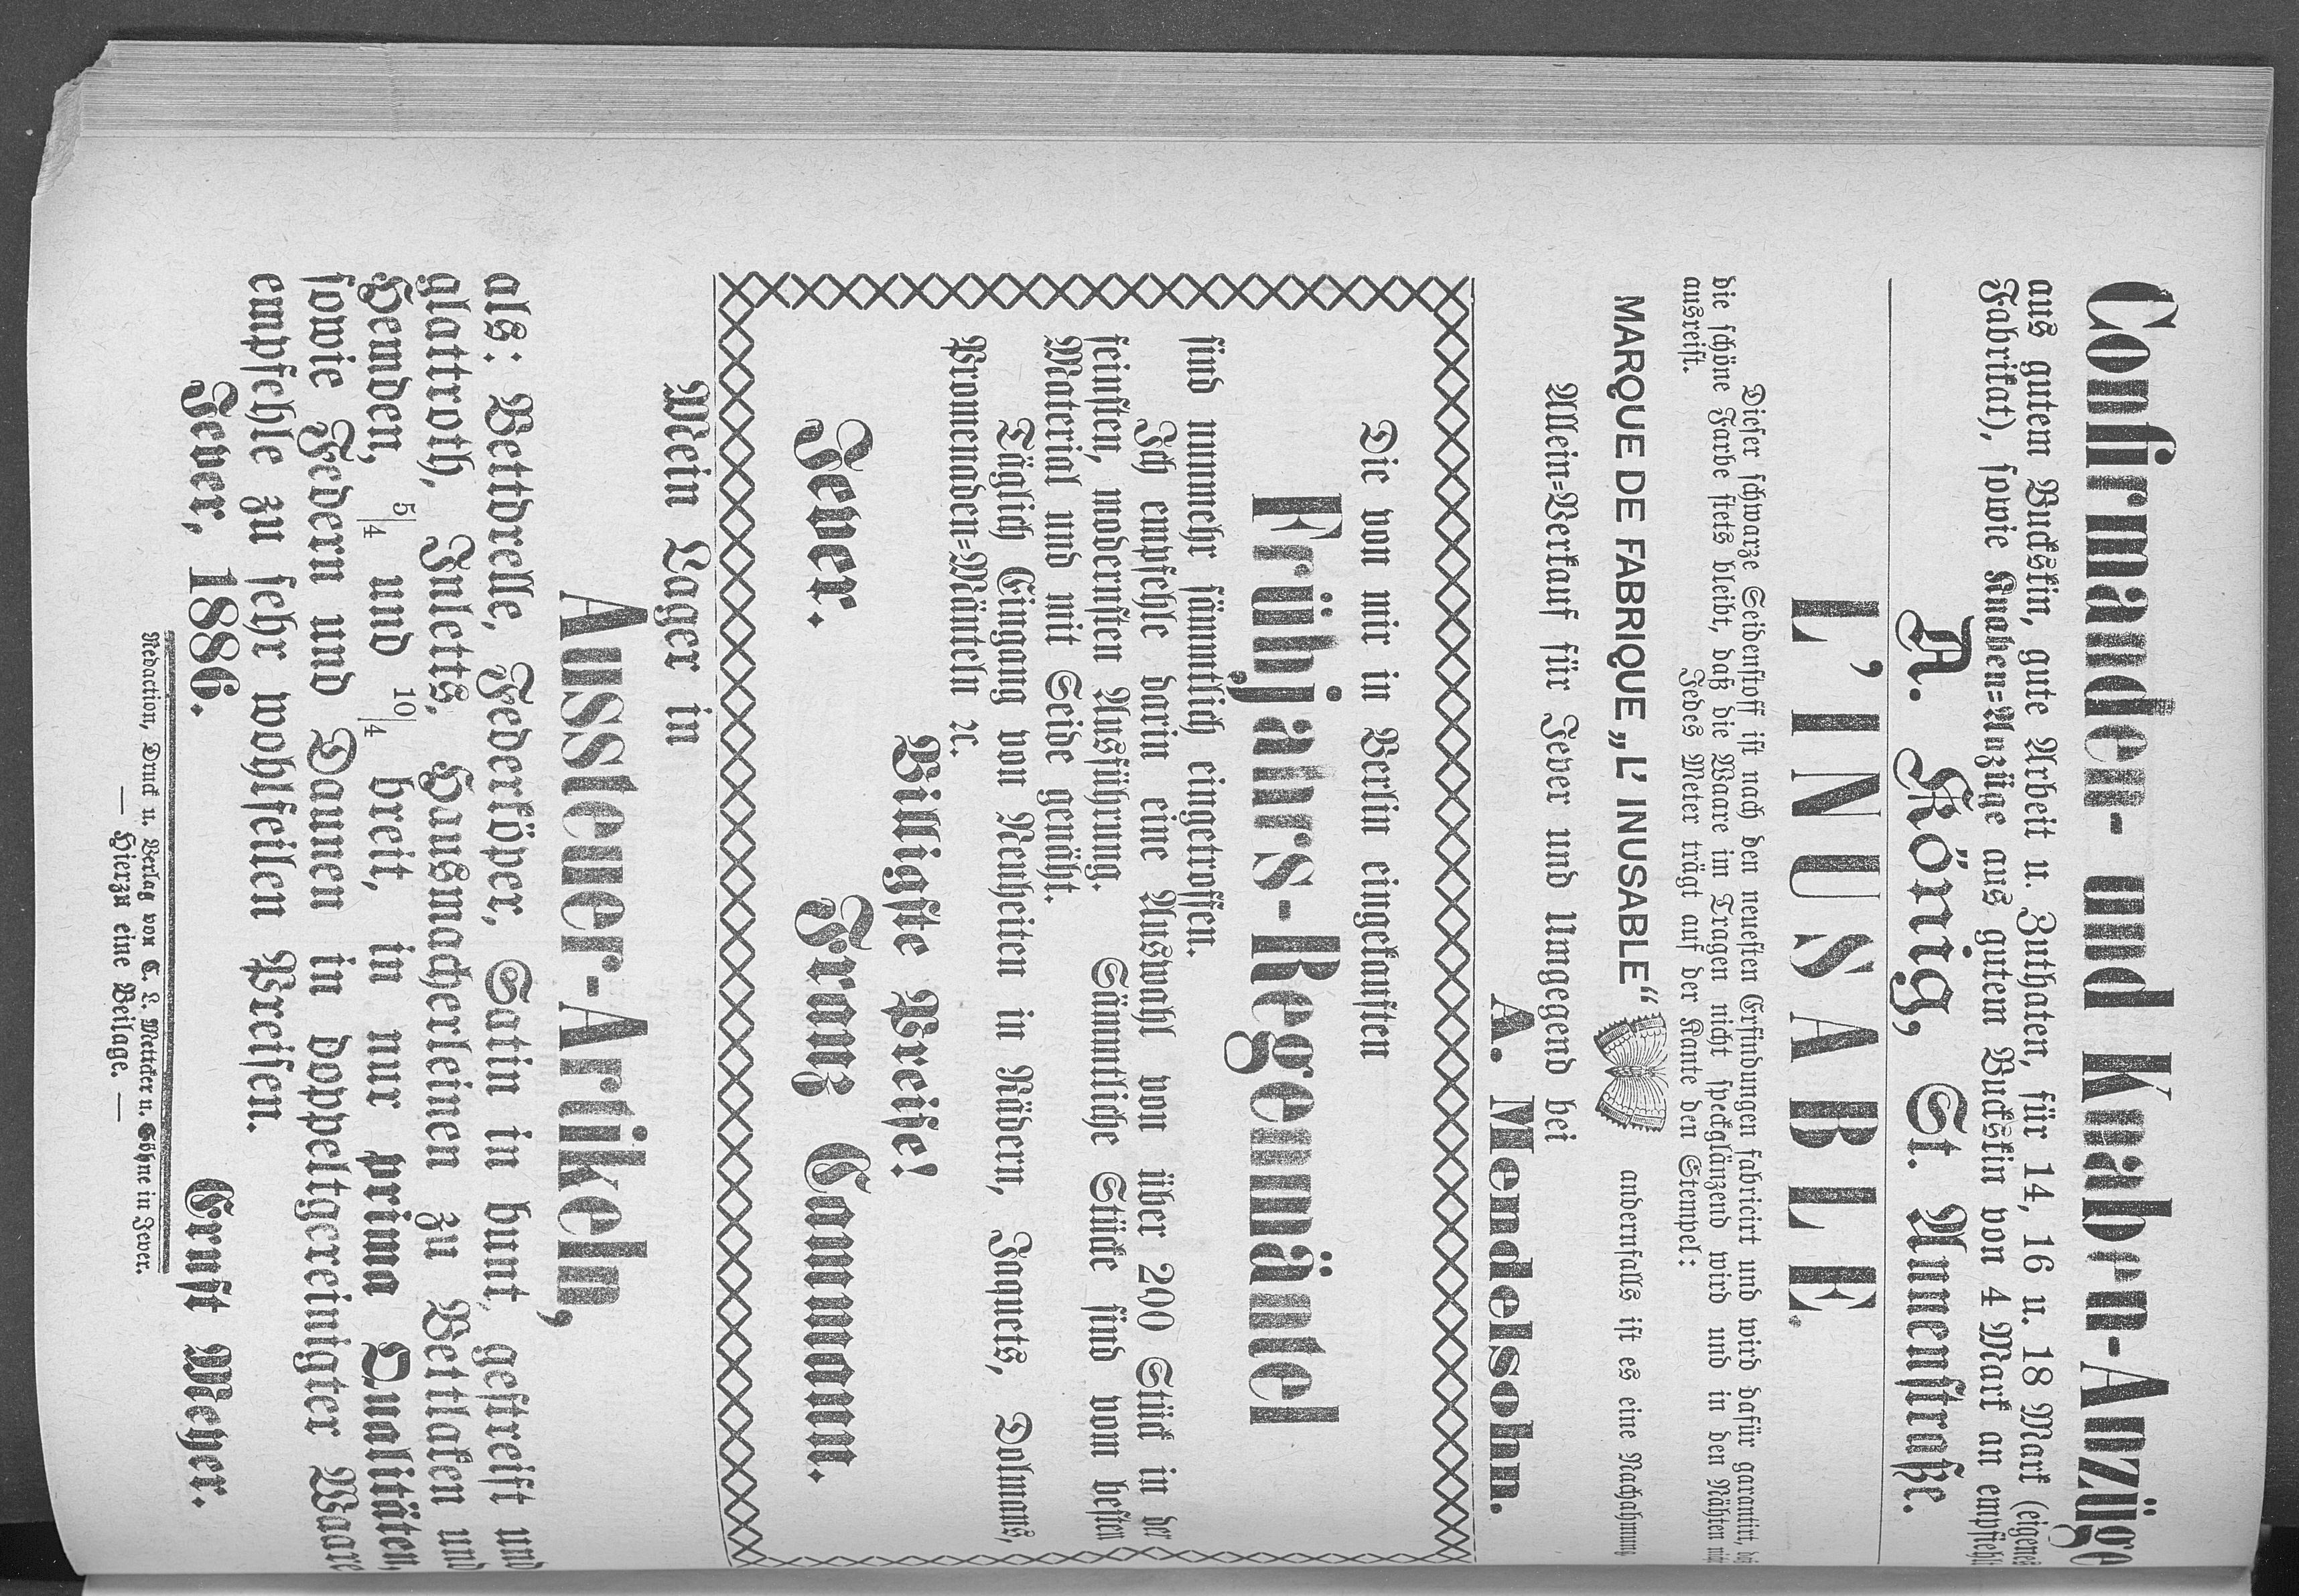 Confirmanden- und Knaben-Anzüge
aus gutem Buckskin, gute Arbeit u. Zuthaten, für 14, 16 u. 18 Mark (eigenes
Fabrikat), sowie Knaben=Anzüge aus gutem Buckskin von 4 Mark an empfiehlt
A. König, St. Annenstraße.
L'INUSABLE.
Dieser schwarze Seidenstoff ist nach den neuesten Erfindungen fabricirt und wird dafür garantirt, daß
die schöne Farbe stets bleibt, daß die Waare im Tragen nicht speckglänzend wird und in den Nähten nicht
ausreist. Jedes Meter trägt auf der Kante den Stempel:
MARQUE DE FABRIQUE „L' INUSABLE“ andernfalls ist es eine Nachahmung
Allein=Verkauf für Jever und Umgegend bei
A. Mendelsohn.
Die von mir in Berlin eingekauften
Frühjahrs-Regenmäntel
sind nunmehr sämmtlich eingetroffen.
Ich empfehle darin eine Auswahl von über 200 Stück in der
feinsten, modernsten Ausführung. Sämmtliche Stücke sind vom besten
Material und mit Seide genäht.
Täglich Eingang von Neuheiten in Rädern, Jaquets, Dolmans,
Promenaden=Mänteln ꝛc.
Billigste Preise!
Jever. Franz Cammann.
Mein Lager in
Aussteuer-Artikeln,
als: Bettdrelle, Federköper, Satin in bunt, gestreift und
glattroth, Inletts, Hausmacherleinen zu Bettlaken und
Hemden, 5/4 und 10/4 breit, in nur prima Qualitäten,
sowie Federn und Daunen in doppeltgereinigter Waare
empfehle zu sehr wohlfeilen Preisen.
Jever, 1886. Ernst Meyer.
Redaction, Druck u. Verlag von C. L. Mettcker u. Söhne in Jever.
— Hierzu eine Beilage. —